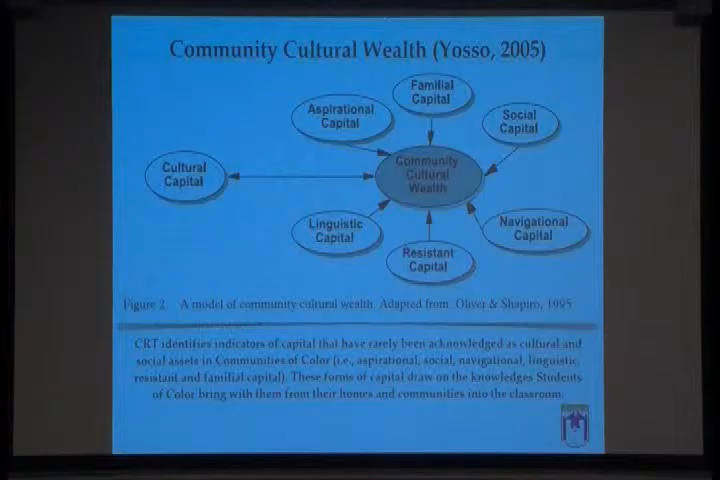 Community Cultural Wealth (Yosso, 2005)
Familial
Capital
Aspirational
Capital
Social
Capital
Community
Cultural
Wealth
Cultural
Capital
Linguistic
Capital
Navigational
Capital
Resistant
Capital
Figure 2 A model of community cultural wealth. Adapted from: Oliver & Shapiro, 1995
CRT identifies indicators of capital that have rarely been acknowledged as cultural and
social assets in Communities of Color (i.e., aspirational, social, navigational, linguistic,
resistant and familial capital). These forms of capital draw on the knowledges Students
of Color bring with them from their homes and communities into the classroom.